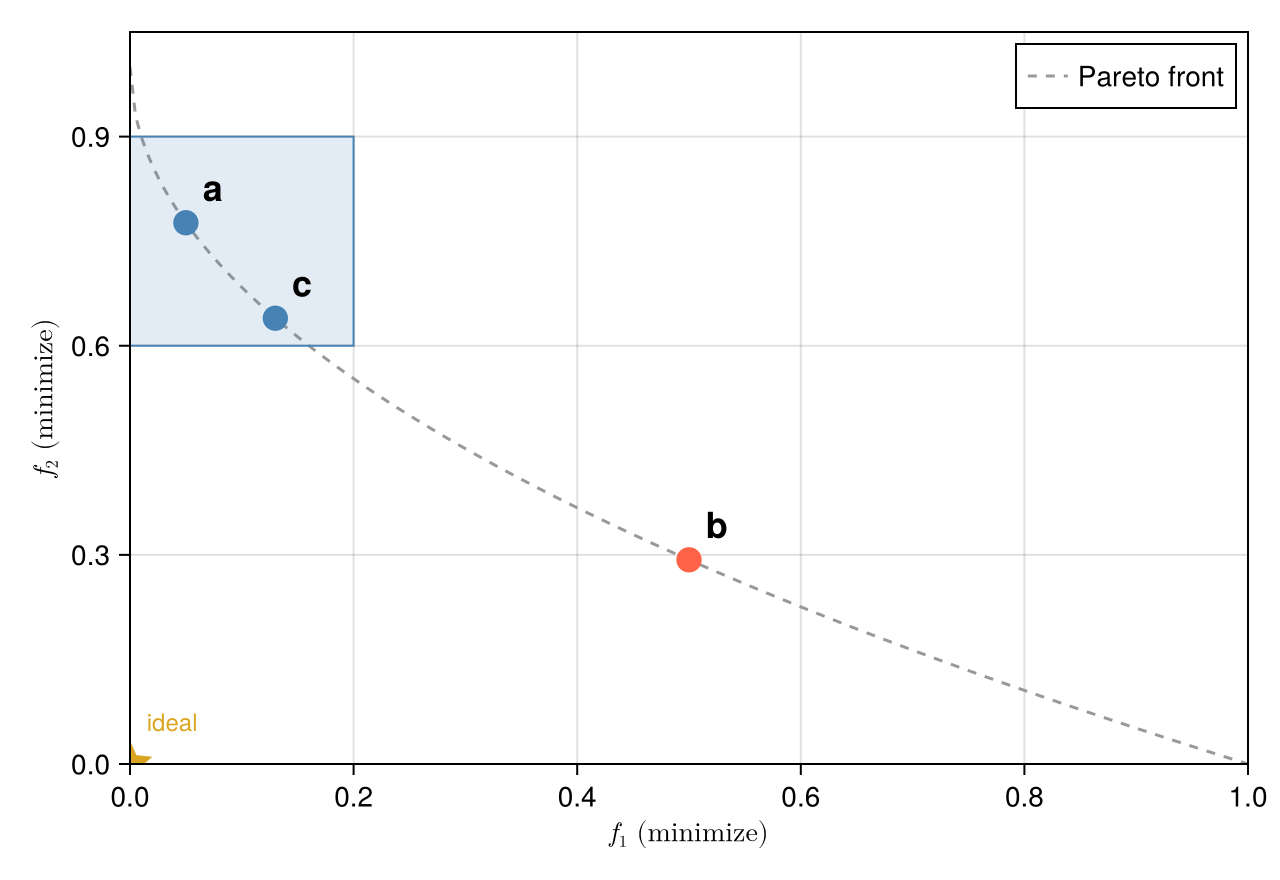 Pareto front
0.9
a
c
0.6
b
0.3
ideal
0.0
0.0 0.2 0.4 0.6 0.8 1.0
f₁ (minimize)
f₂ (minimize)